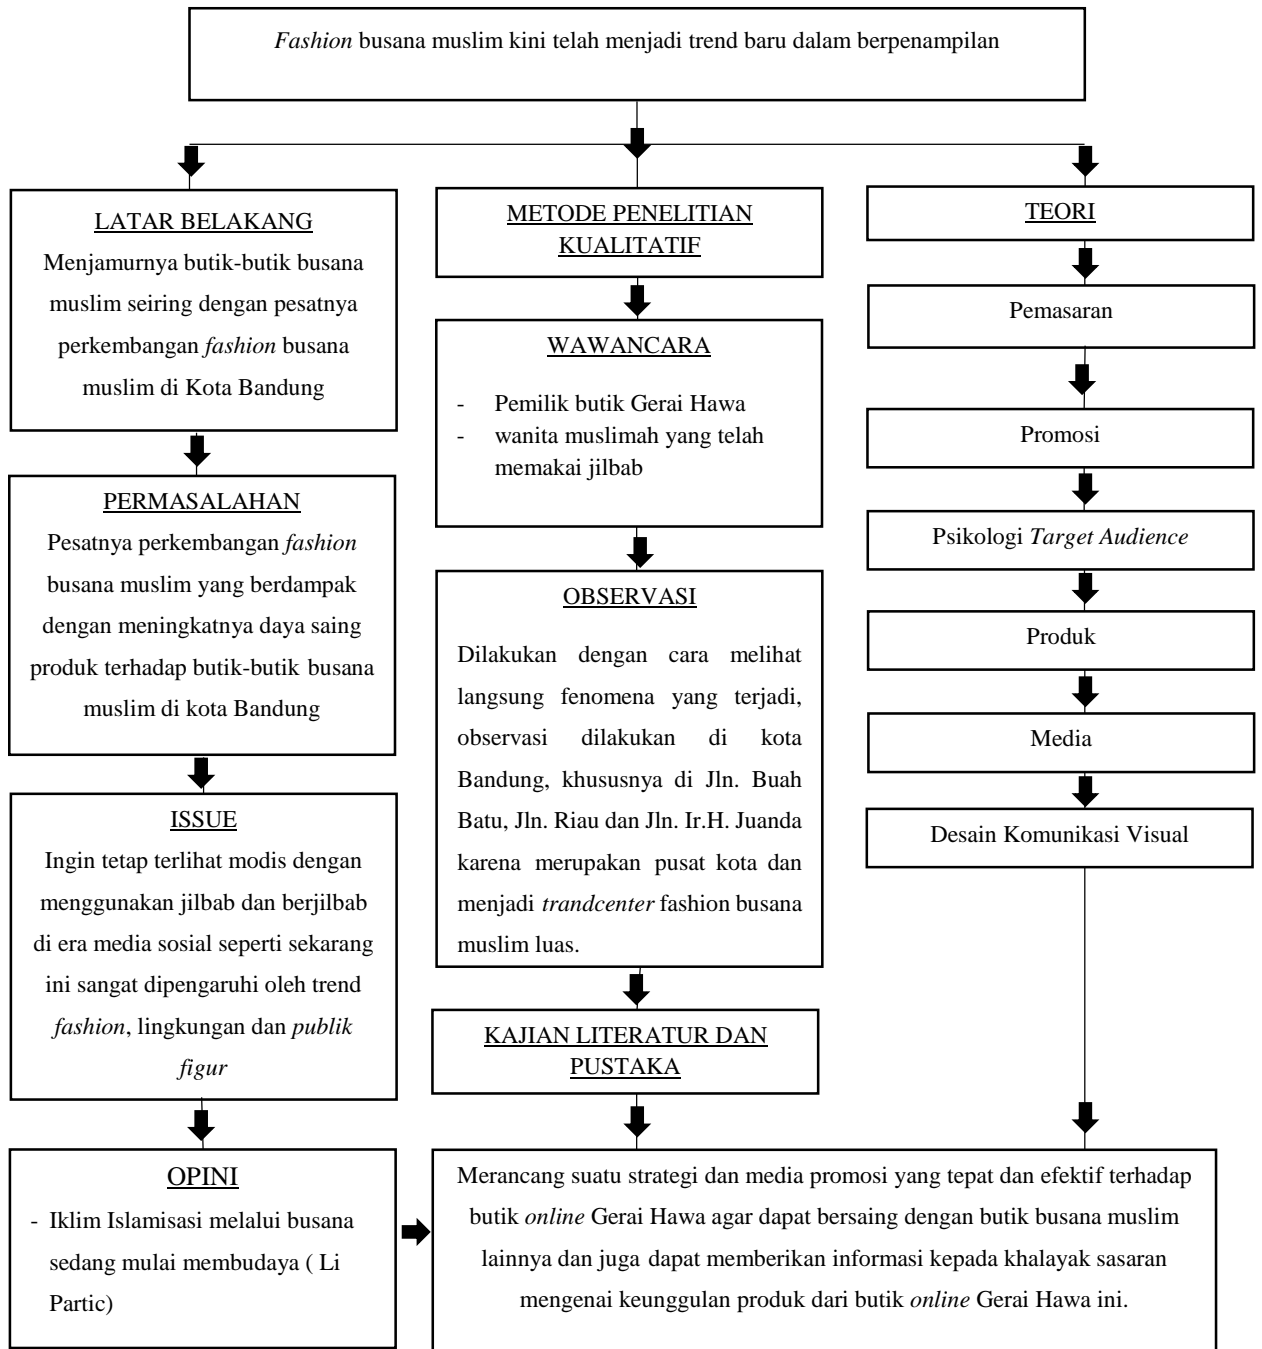 Fashion busana muslim kini telah menjadi trend baru dalam berpenampilan
LATAR BELAKANG
Menjamurnya butik-butik busana
muslim seiring dengan pesatnya
perkembangan fashion busana
muslim di Kota Bandung
PERMASALAHAN
Pesatnya perkembangan fashion
busana muslim yang berdampak
dengan meningkatnya daya saing
produk terhadap butik-butik busana
muslim di kota Bandung
ISSUE
Ingin tetap terlihat modis dengan
menggunakan jilbab dan berjilbab
di era media sosial seperti sekarang
ini sangat dipengaruhi oleh trend
fashion, lingkungan dan publik
figur
OPINI
- Iklim Islamisasi melalui busana
sedang mulai membudaya ( Li
Partic)
METODE PENELITIAN
KUALITATIF
WAWANCARA
- Pemilik butik Gerai Hawa
- wanita muslimah yang telah
memakai jilbab
OBSERVASI
Dilakukan dengan cara melihat
langsung fenomena yang terjadi,
observasi dilakukan di kota
Bandung, khususnya di Jln. Buah
Batu, Jln. Riau dan Jln. Ir.H. Juanda
karena merupakan pusat kota dan
menjadi trandcenter fashion busana
muslim luas.
KAJIAN LITERATUR DAN
PUSTAKA
TEORI
Pemasaran
Promosi
Psikologi Target Audience
Produk
Media
Desain Komunikasi Visual
Merancang suatu strategi dan media promosi yang tepat dan efektif terhadap
butik online Gerai Hawa agar dapat bersaing dengan butik busana muslim
lainnya dan juga dapat memberikan informasi kepada khalayak sasaran
mengenai keunggulan produk dari butik online Gerai Hawa ini.